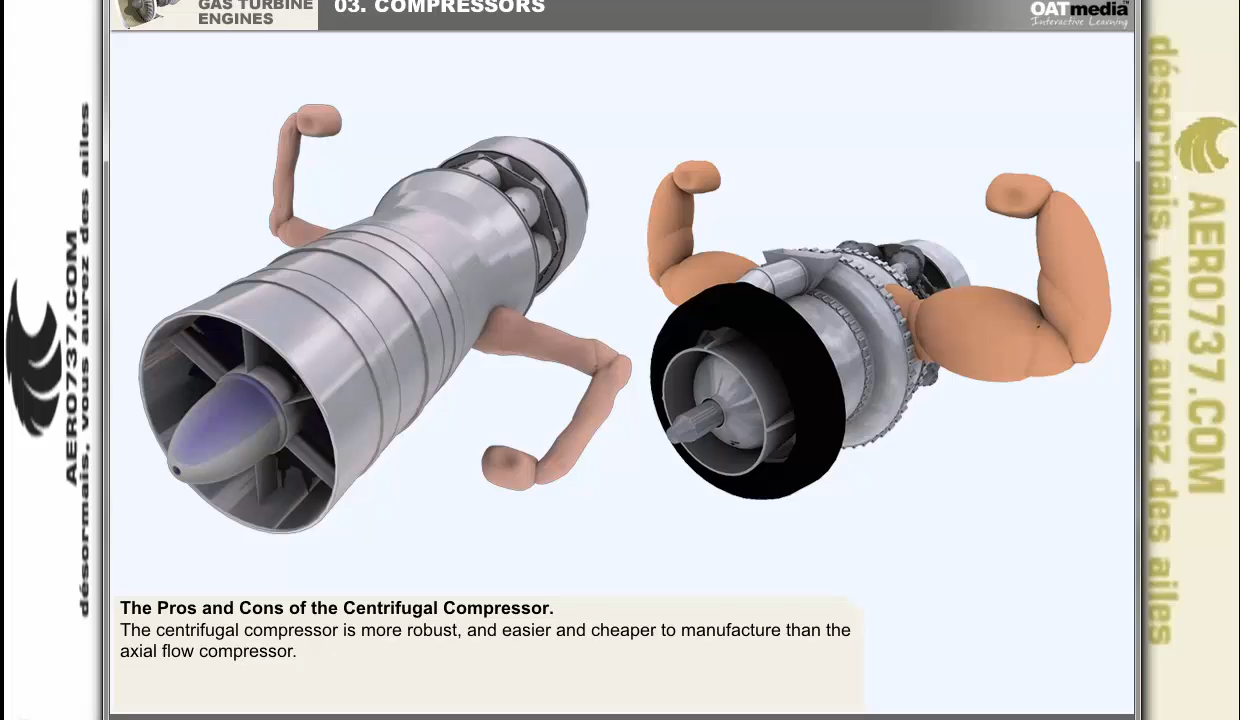 GAS TURBINE
ENGINES
03. COMPRESSORS
OATmedia™
Interactive Learning
AERO737.COM
désormais, vous aurez des ailes
The Pros and Cons of the Centrifugal Compressor.
The centrifugal compressor is more robust, and easier and cheaper to manufacture than the
axial flow compressor.
désormais, vous aurez des ailes
AERO737.COM